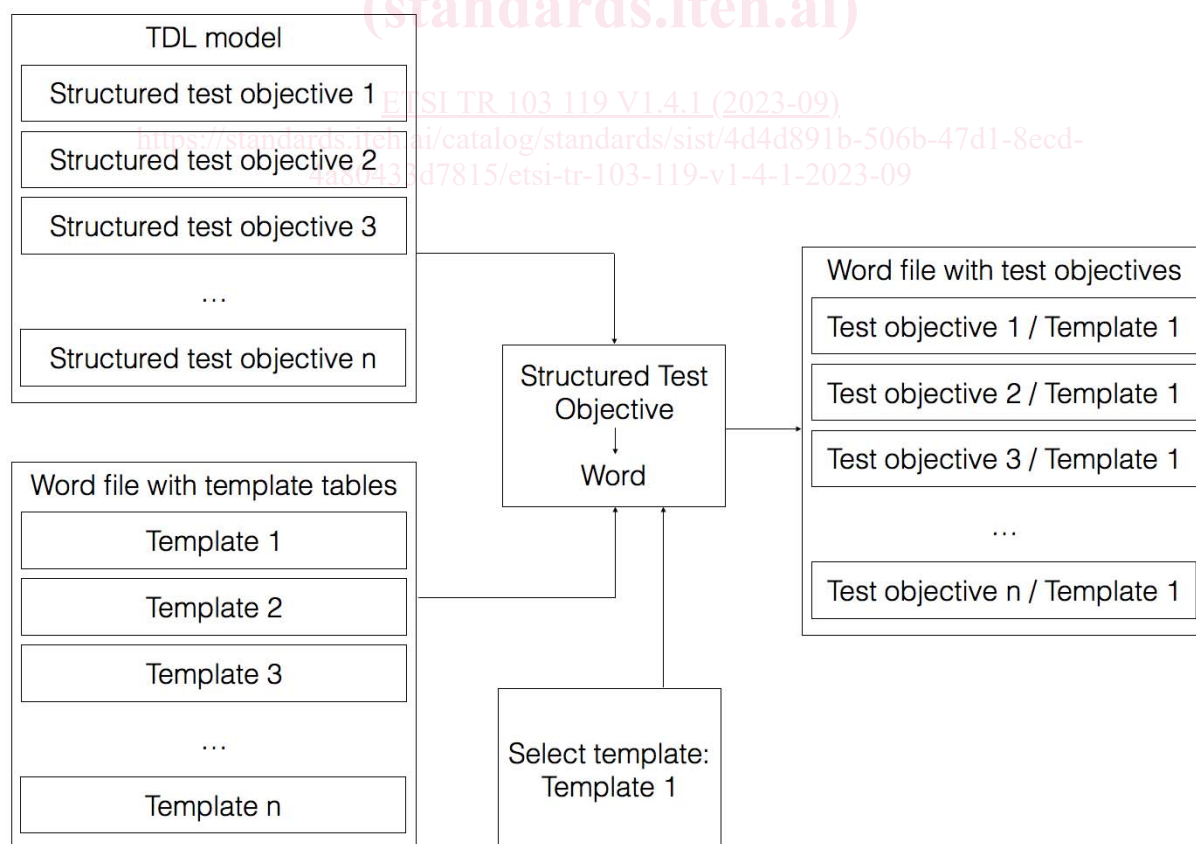 (standards.iteh.ai)
TDL model
Structured test objective 1
ETSI TR 103 119 V1.4.1 (2023-09)
https://standards.iteh.ai/catalog/standards/sist/4d4d891b-506b-47d1-8ecd-
Structured test objective 2
4a80433d7815/etsi-tr-103-119-v1-4-1-2023-09
Structured test objective 3
...
Structured test objective n
Word file with template tables
Template 1
Template 2
Template 3
...
Template n
Structured Test
Objective
Word
Select template:
Template 1
Word file with test objectives
Test objective 1 / Template 1
Test objective 2 / Template 1
Test objective 3 / Template 1
...
Test objective n / Template 1